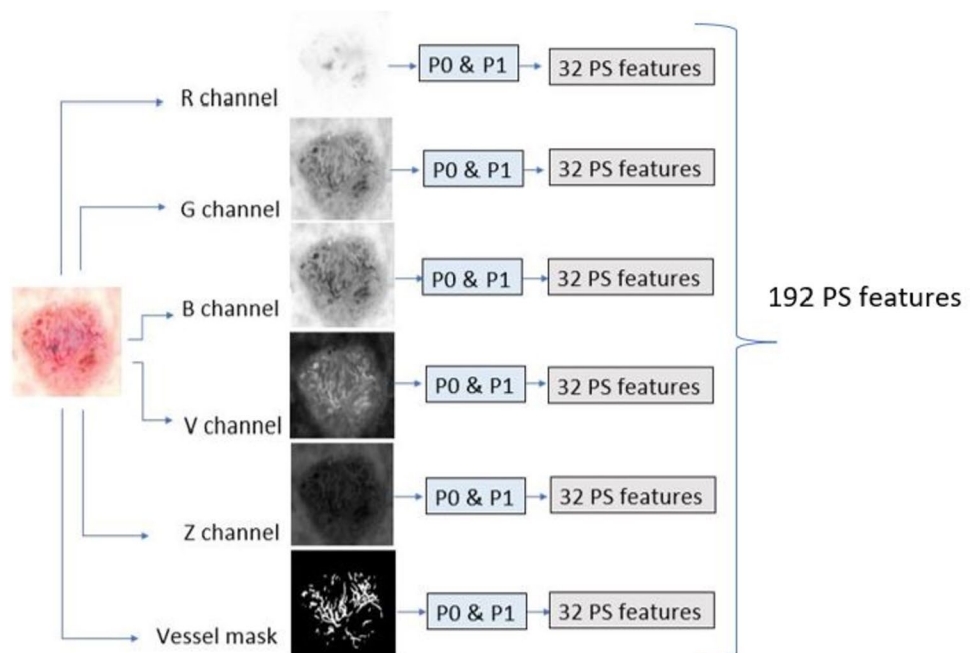 P0 & P1
32 PS features
R channel
P0 & P1
32 PS features
G channel
P0 & P1
32 PS features
B channel
192 PS features
P0 & P1
32 PS features
V channel
P0 & P1
32 PS features
Z channel
P0 & P1
32 PS features
Vessel mask